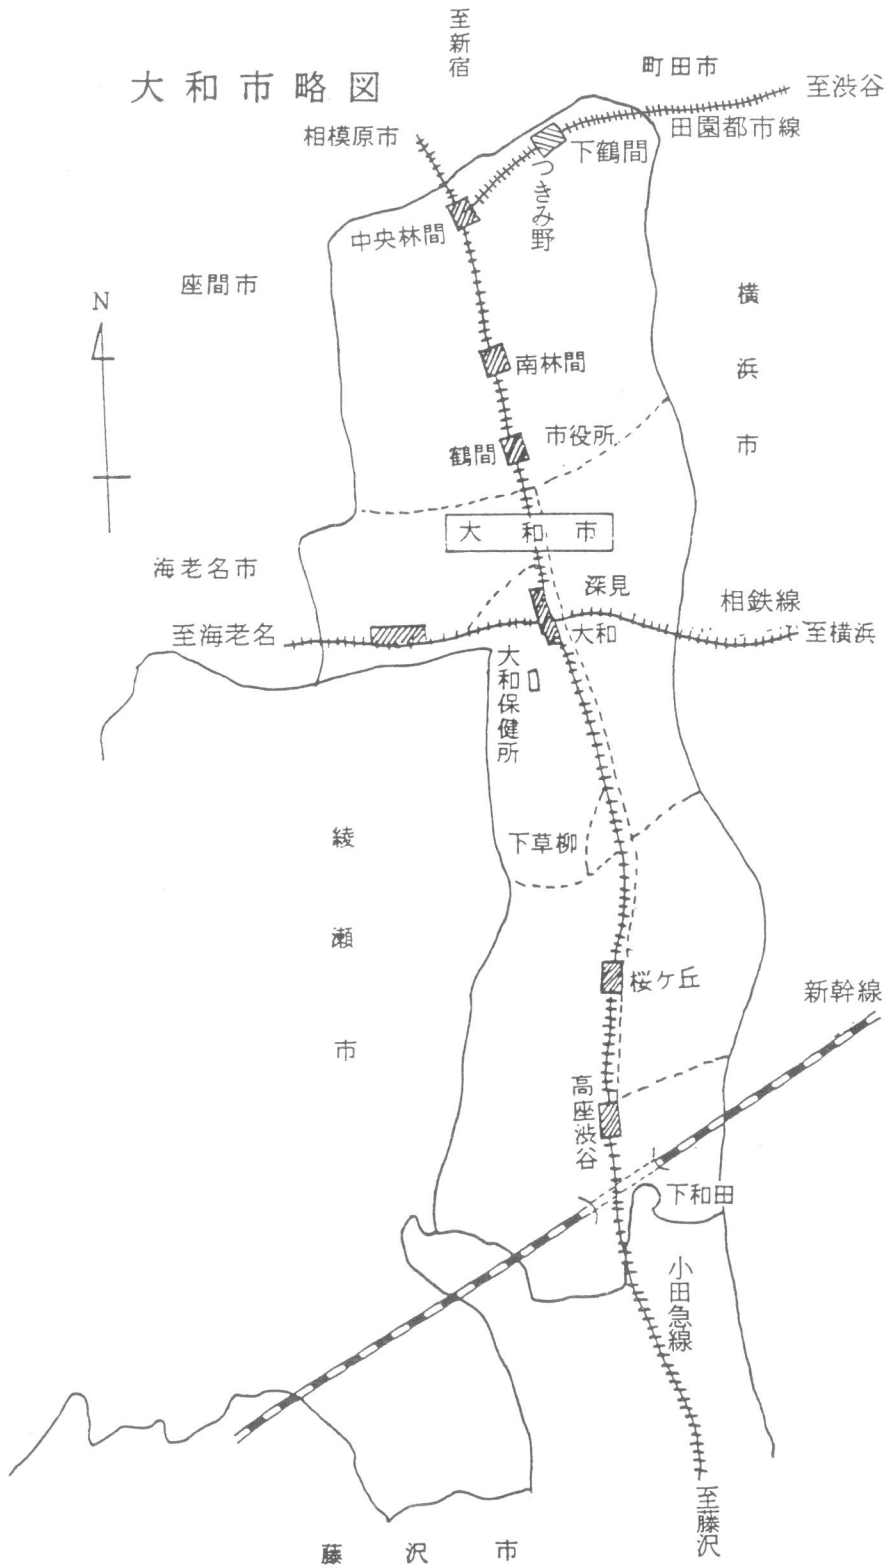 至新宿
大和市略図
町田市
至渋谷
田園都市線
相模原市
下鶴間
つきみ野
中央林間
座間市
N
横浜市
南林間
市役所
鶴間
大和市
海老名市
深見
相鉄線
至海老名
大和
至横浜
大和保健所
綾瀬市
下草柳
桜ケ丘
新幹線
高座渋谷
下和田
小田急線
至藤沢
藤沢市